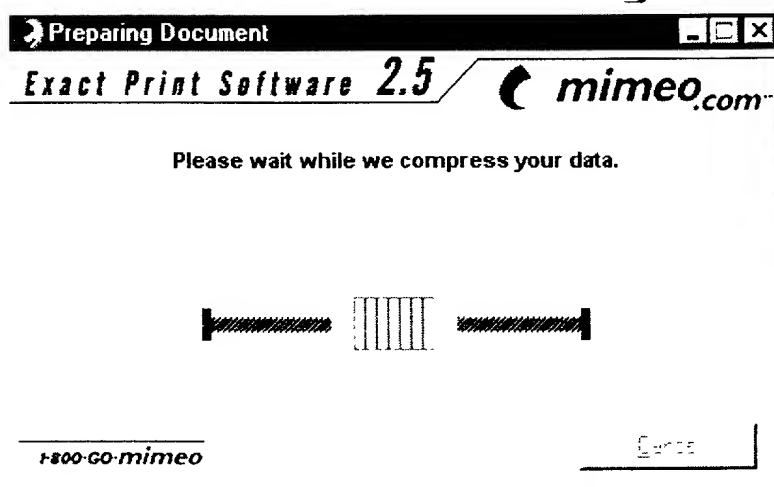 Preparing Document
Exact Print Software 2.5
mimeo.com
Please wait while we compress your data.
1-800-GO-mimeo